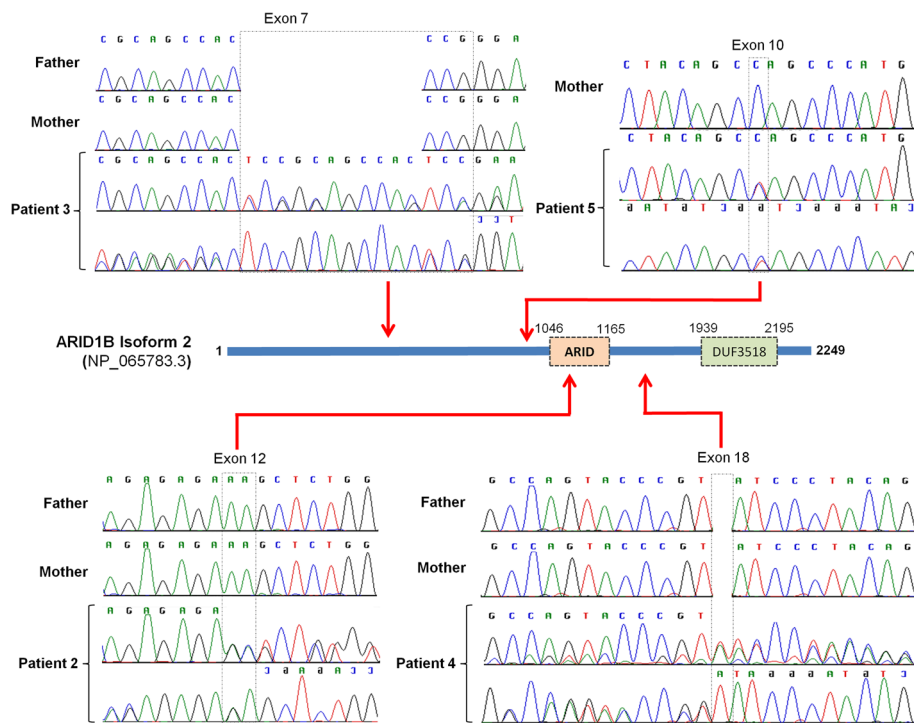 Exon 7
C G C A G C C A C C C G G G A
Father
C G C A G C C A C C C G G G A
Mother
C G C A G C C A C T C C G C A G C C A C T C C G A A
Patient 3
Exon 10
C T A C A G C C A G C C C A T G
Mother
C T A C A G C C A G C C C A T G
Patient 5
ARID1B Isoform 2
(NP_065783.3)
1
1046
1165
1939
2195
ARID
DUF3518
2249
Exon 12
A G A G A G A A A G C T C T G G
Father
A G A G A G A A A G C T C T G G
Mother
A G A G A G A
Patient 2
Exon 18
G C C A G T A C C C G T A T C C C T A C A G
Father
G C C A G T A C C C G T A T C C C T A C A G
Mother
G C C A G T A C C C G T
Patient 4